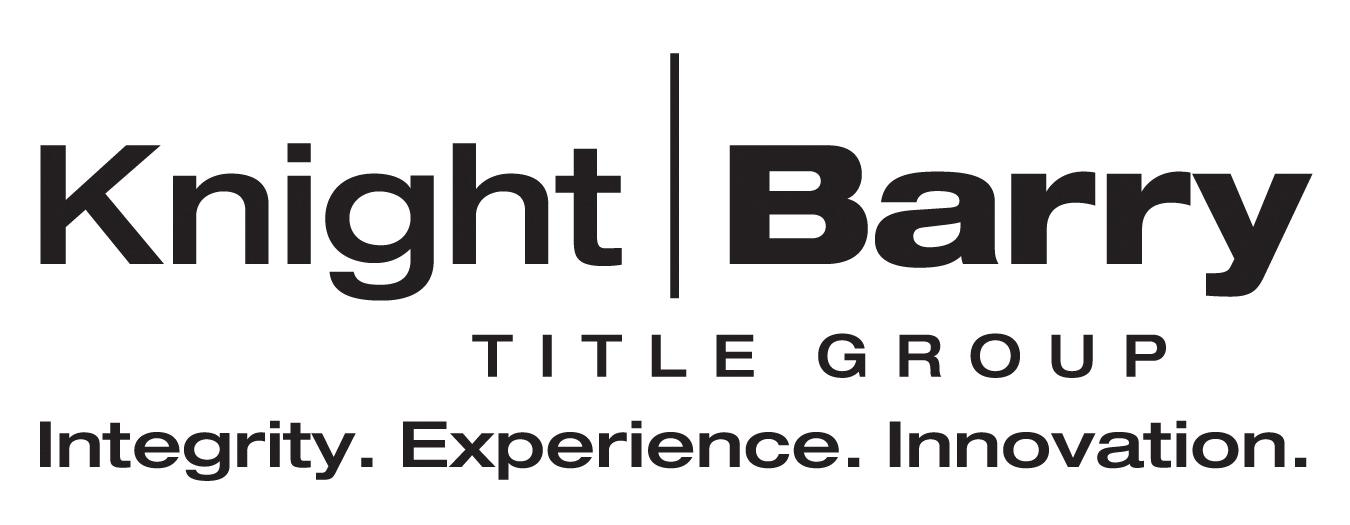 Knight|Barry
TITLE GROUP
Integrity. Experience. Innovation.